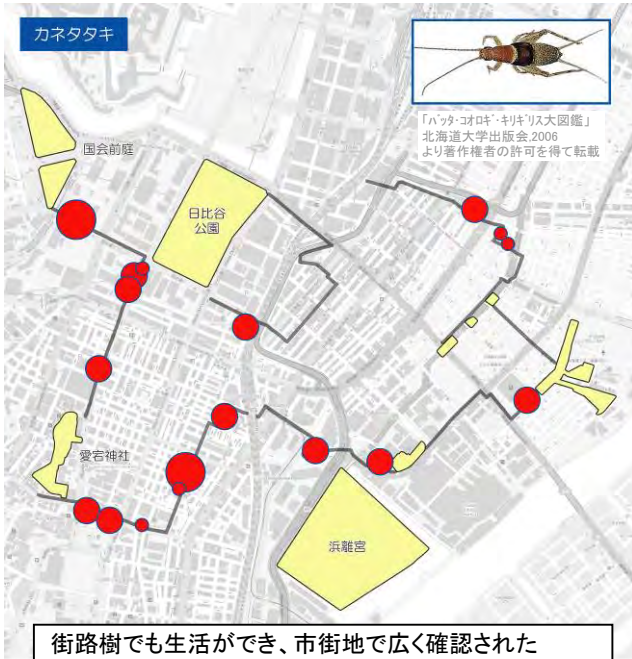 カネタタキ
「バッタ・コオロギ・キリギリス大図鑑」
北海道大学出版会,2006
より著作権者の許可を得て転載
国会前庭
日比谷
公園
愛宕神社
浜離宮
街路樹でも生活ができ、市街地で広く確認された